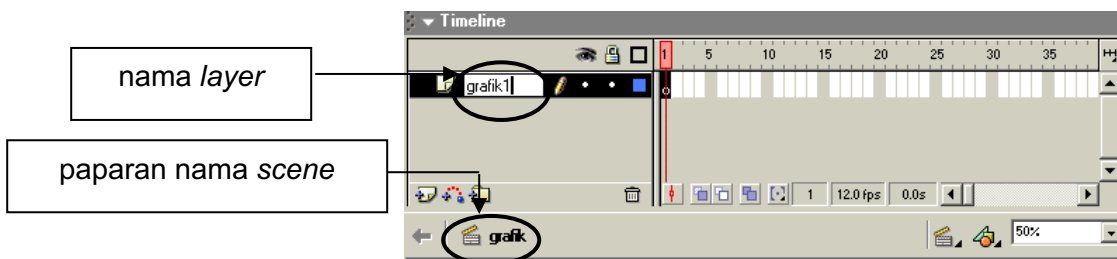 Timeline
1 5 10 15 20 25 30 35
nama layer
grafik1
paparan nama scene
1 12.0 fps 0.0s
grafik
50%